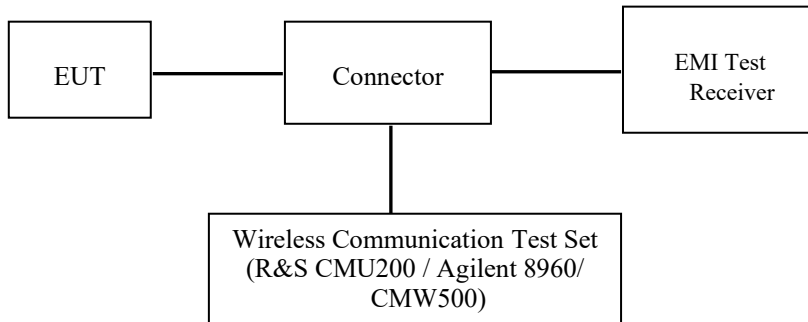 EUT
Connector
EMI Test
Receiver
Wireless Communication Test Set
(R&S CMU200 / Agilent 8960/
CMW500)